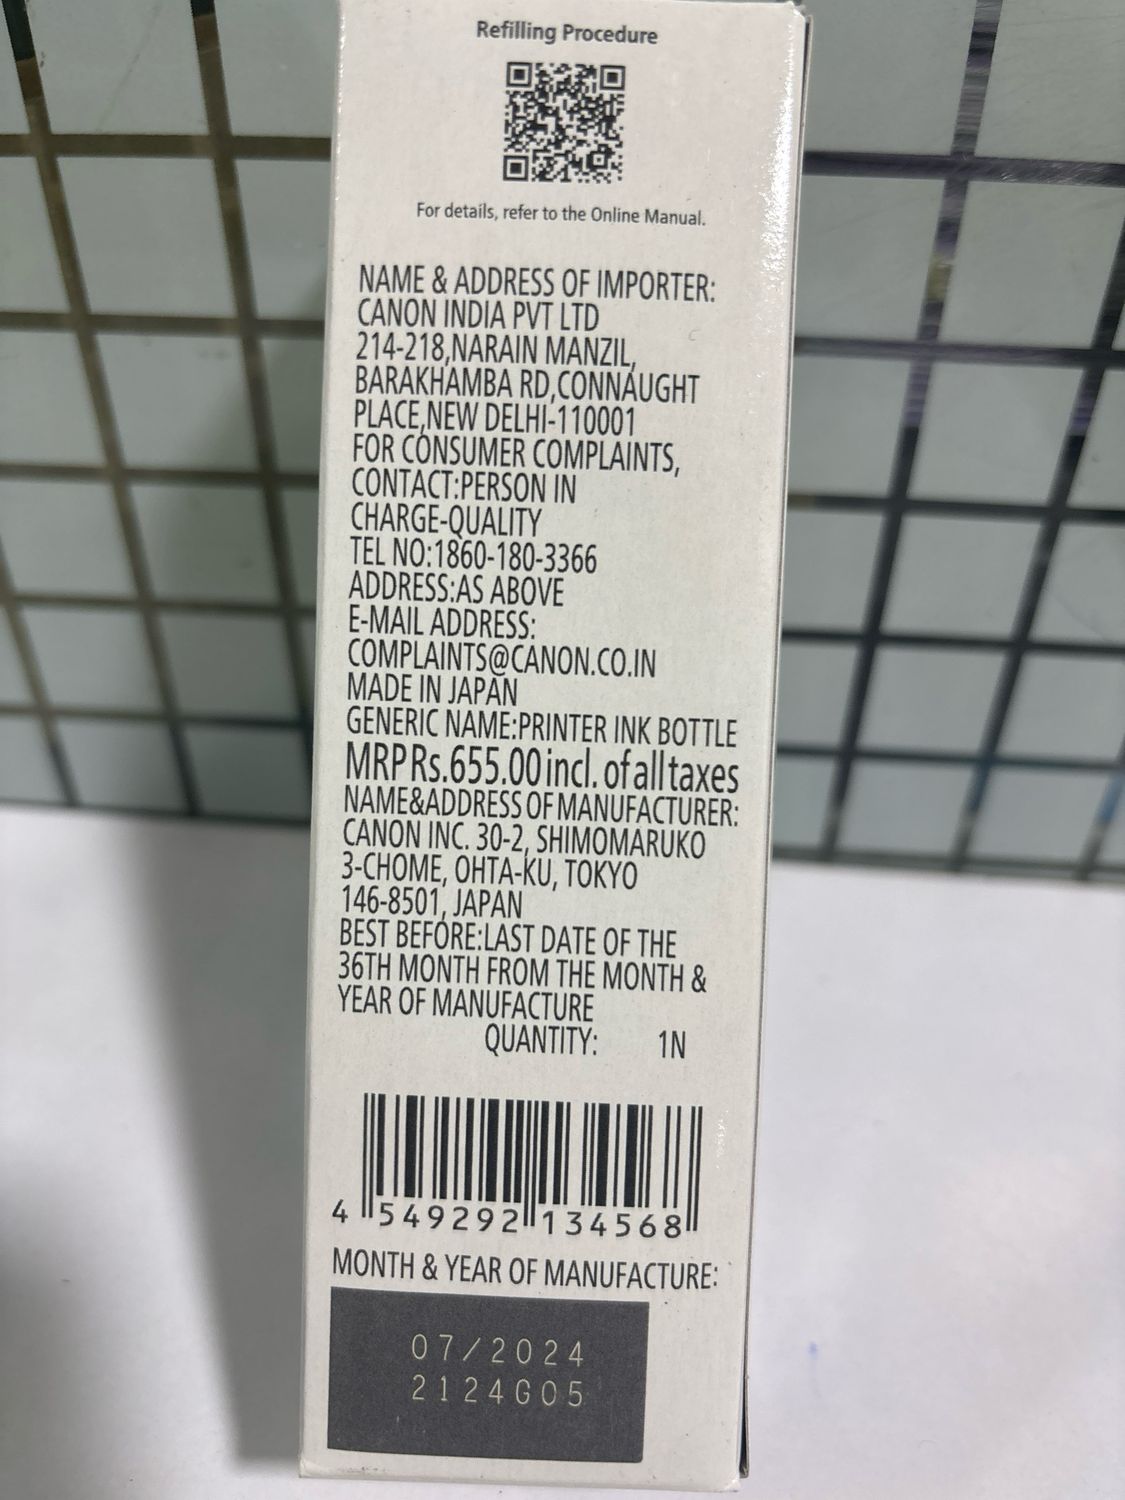 Refilling Procedure
For details, refer to the Online Manual.
NAME & ADDRESS OF IMPORTER:
CANON INDIA PVT LTD
214-218,NARAIN MANZIL,
BARAKHAMBA RD,CONNAUGHT
PLACE,NEW DELHI-110001
FOR CONSUMER COMPLAINTS,
CONTACT:PERSON IN
CHARGE-QUALITY
TEL NO:1860-180-3366
ADDRESS:AS ABOVE
E-MAIL ADDRESS:
COMPLAINTS@CANON.CO.IN
MADE IN JAPAN
GENERIC NAME:PRINTER INK BOTTLE
MRP Rs.655.00 incl. of all taxes
NAME&ADDRESS OF MANUFACTURER:
CANON INC. 30-2, SHIMOMARUKO
3-CHOME, OHTA-KU, TOKYO
146-8501, JAPAN
BEST BEFORE:LAST DATE OF THE
36TH MONTH FROM THE MONTH &
YEAR OF MANUFACTURE
QUANTITY: 1N
4 549292 134568
MONTH & YEAR OF MANUFACTURE:
07/2024
2124G05